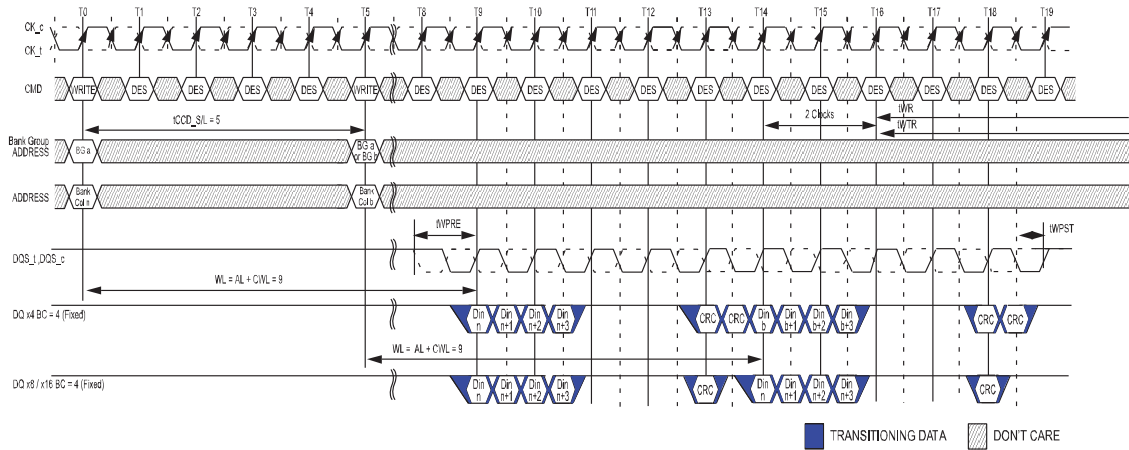 T0 T1 T2 T3 T4 T5 T8 T9 T10 T11 T12 T13 T14 T15 T16 T17 T18 T19
CK_c
CK_t
CMD WRITE DES DES DES DES WRITE DES DES DES DES DES DES DES DES DES DES DES DES
tCCD_S/L = 5
2 Clocks
tWR
tWTR
Bank Group
ADDRESS
BG a
BG a
or BG b
ADDRESS
Bank
Col n
Bank
Col b
tWPRE
tWPST
DQS_t,DQS_c
WL = AL + CWL = 9
DQ x4 BC = 4 (Fixed)
Din
n
Din
n+1
Din
n+2
Din
n+3
CRC
CRC
Din
b
Din
b+1
Din
b+2
Din
b+3
CRC
CRC
WL = AL + CWL = 9
DQ x8 / x16 BC = 4 (Fixed)
Din
n
Din
n+1
Din
n+2
Din
n+3
CRC
Din
n
Din
n+1
Din
n+2
Din
n+3
CRC
TRANSITIONING DATA
DON'T CARE